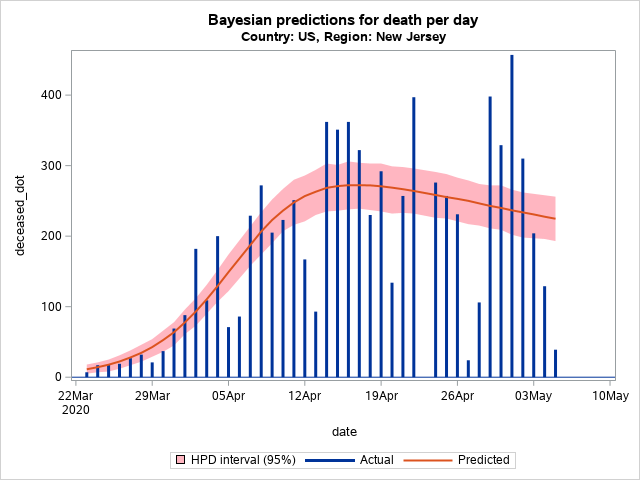 Bayesian predictions for death per day
Country: US, Region: New Jersey
deceased_dot
400
300
200
100
0
22Mar 29Mar 05Apr 12Apr 19Apr 26Apr 03May 10May
2020
date
HPD interval (95%) Actual Predicted